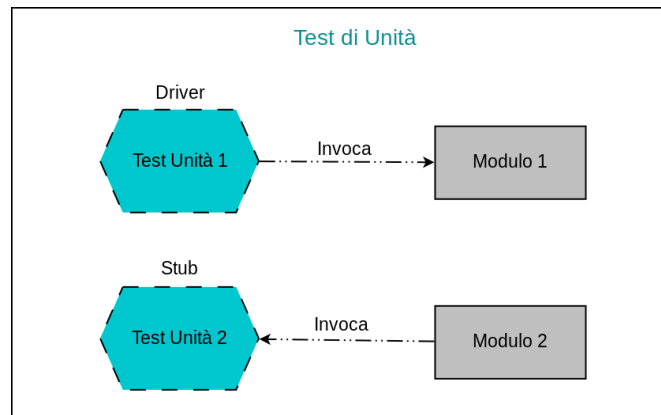 Test di Unità
Driver
Test Unità 1
Invoca
Modulo 1
Stub
Test Unità 2
Invoca
Modulo 2